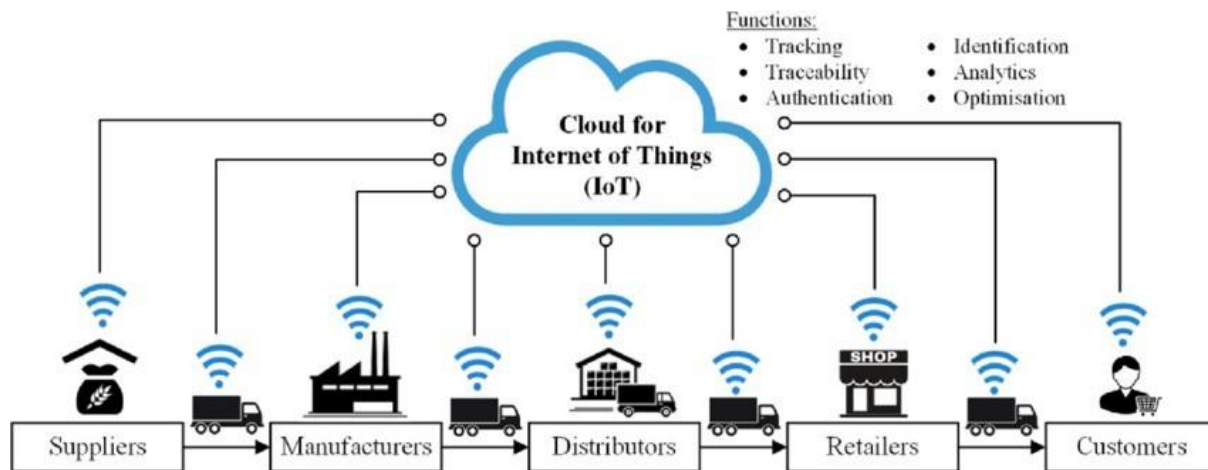 Functions:
• Tracking
• Identification
• Traceability
• Analytics
• Authentication
• Optimisation
Cloud for
Internet of Things
(IoT)
SHOP
Suppliers
Manufacturers
Distributors
Retailers
Customers